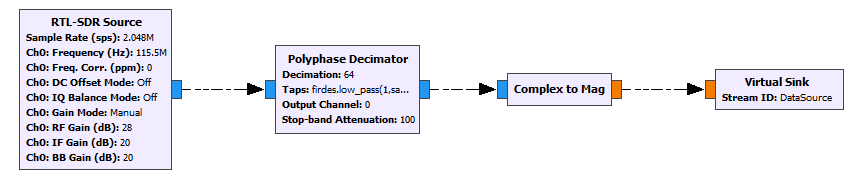 RTL-SDR Source
Sample Rate (sps): 2.048M
Ch0: Frequency (Hz): 115.5M
Ch0: Freq. Corr. (ppm): 0
Ch0: DC Offset Mode: Off
Ch0: IQ Balance Mode: Off
Ch0: Gain Mode: Manual
Ch0: RF Gain (dB): 28
Ch0: IF Gain (dB): 20
Ch0: BB Gain (dB): 20
Polyphase Decimator
Decimation: 64
Taps: firdes.low_pass(1,sa...
Output Channel: 0
Stop-band Attenuation: 100
Complex to Mag
Virtual Sink
Stream ID: DataSource